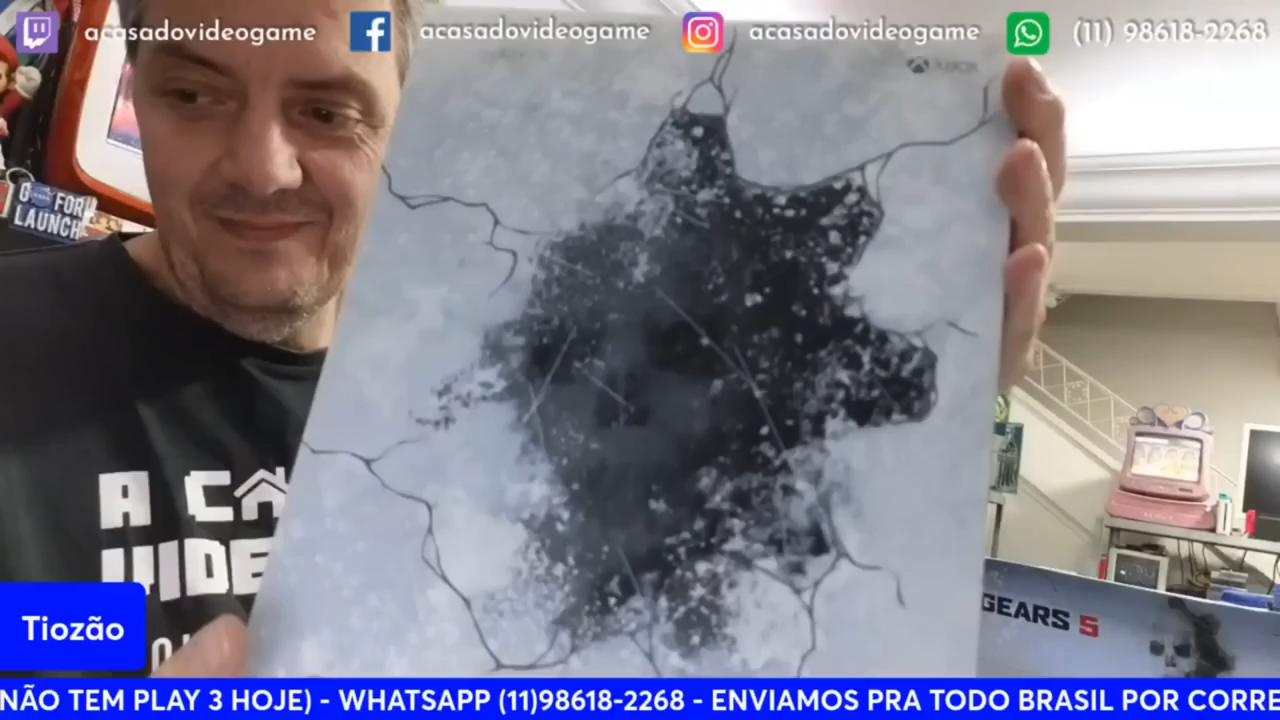 acasadovideogame
acasadovideogame
acasadovideogame
(11) 98618-2268
XBOX
FOR
LAUNCH
A CA
VIDE
Tiozão
GEARS 5
NÃO TEM PLAY 3 HOJE) - WHATSAPP (11)98618-2268 - ENVIAMOS PRA TODO BRASIL POR CORRE